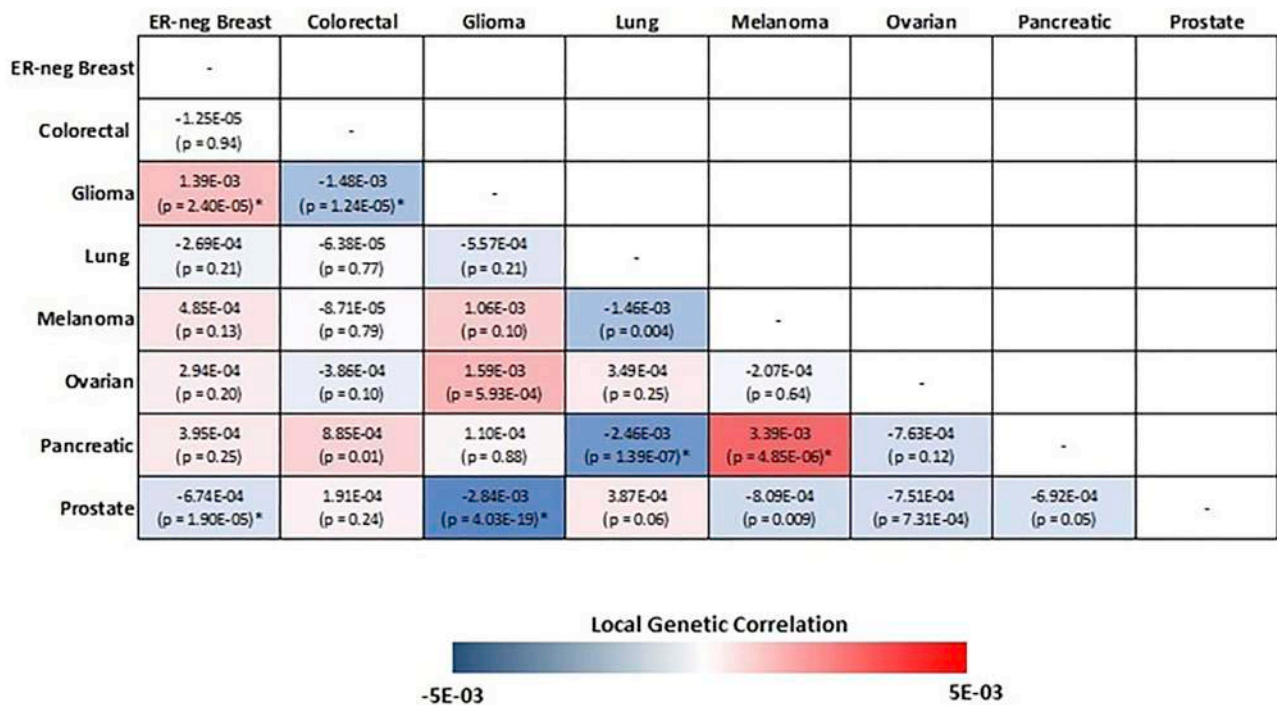 ER-neg Breast Colorectal Glioma Lung Melanoma Ovarian Pancreatic Prostate
ER-neg Breast -
Colorectal -1.25E-05 (p = 0.94) -
Glioma 1.39E-03 (p = 2.40E-05)* -1.48E-03 (p = 1.24E-05)* -
Lung -2.69E-04 (p = 0.21) -6.38E-05 (p = 0.77) -5.57E-04 (p = 0.21) -
Melanoma 4.85E-04 (p = 0.13) -8.71E-05 (p = 0.79) 1.06E-03 (p = 0.10) -1.46E-03 (p = 0.004) -
Ovarian 2.94E-04 (p = 0.20) -3.86E-04 (p = 0.10) 1.59E-03 (p = 5.93E-04) 3.49E-04 (p = 0.25) -2.07E-04 (p = 0.64) -
Pancreatic 3.95E-04 (p = 0.25) 8.85E-04 (p = 0.01) 1.10E-04 (p = 0.88) -2.46E-03 (p = 1.39E-07)* 3.39E-03 (p = 4.85E-06)* -7.63E-04 (p = 0.12) -
Prostate -6.74E-04 (p = 1.90E-05)* 1.91E-04 (p = 0.24) -2.84E-03 (p = 4.03E-19)* 3.87E-04 (p = 0.06) -8.09E-04 (p = 0.009) -7.51E-04 (p = 7.31E-04) -6.92E-04 (p = 0.05) -
Local Genetic Correlation
-5E-03 5E-03